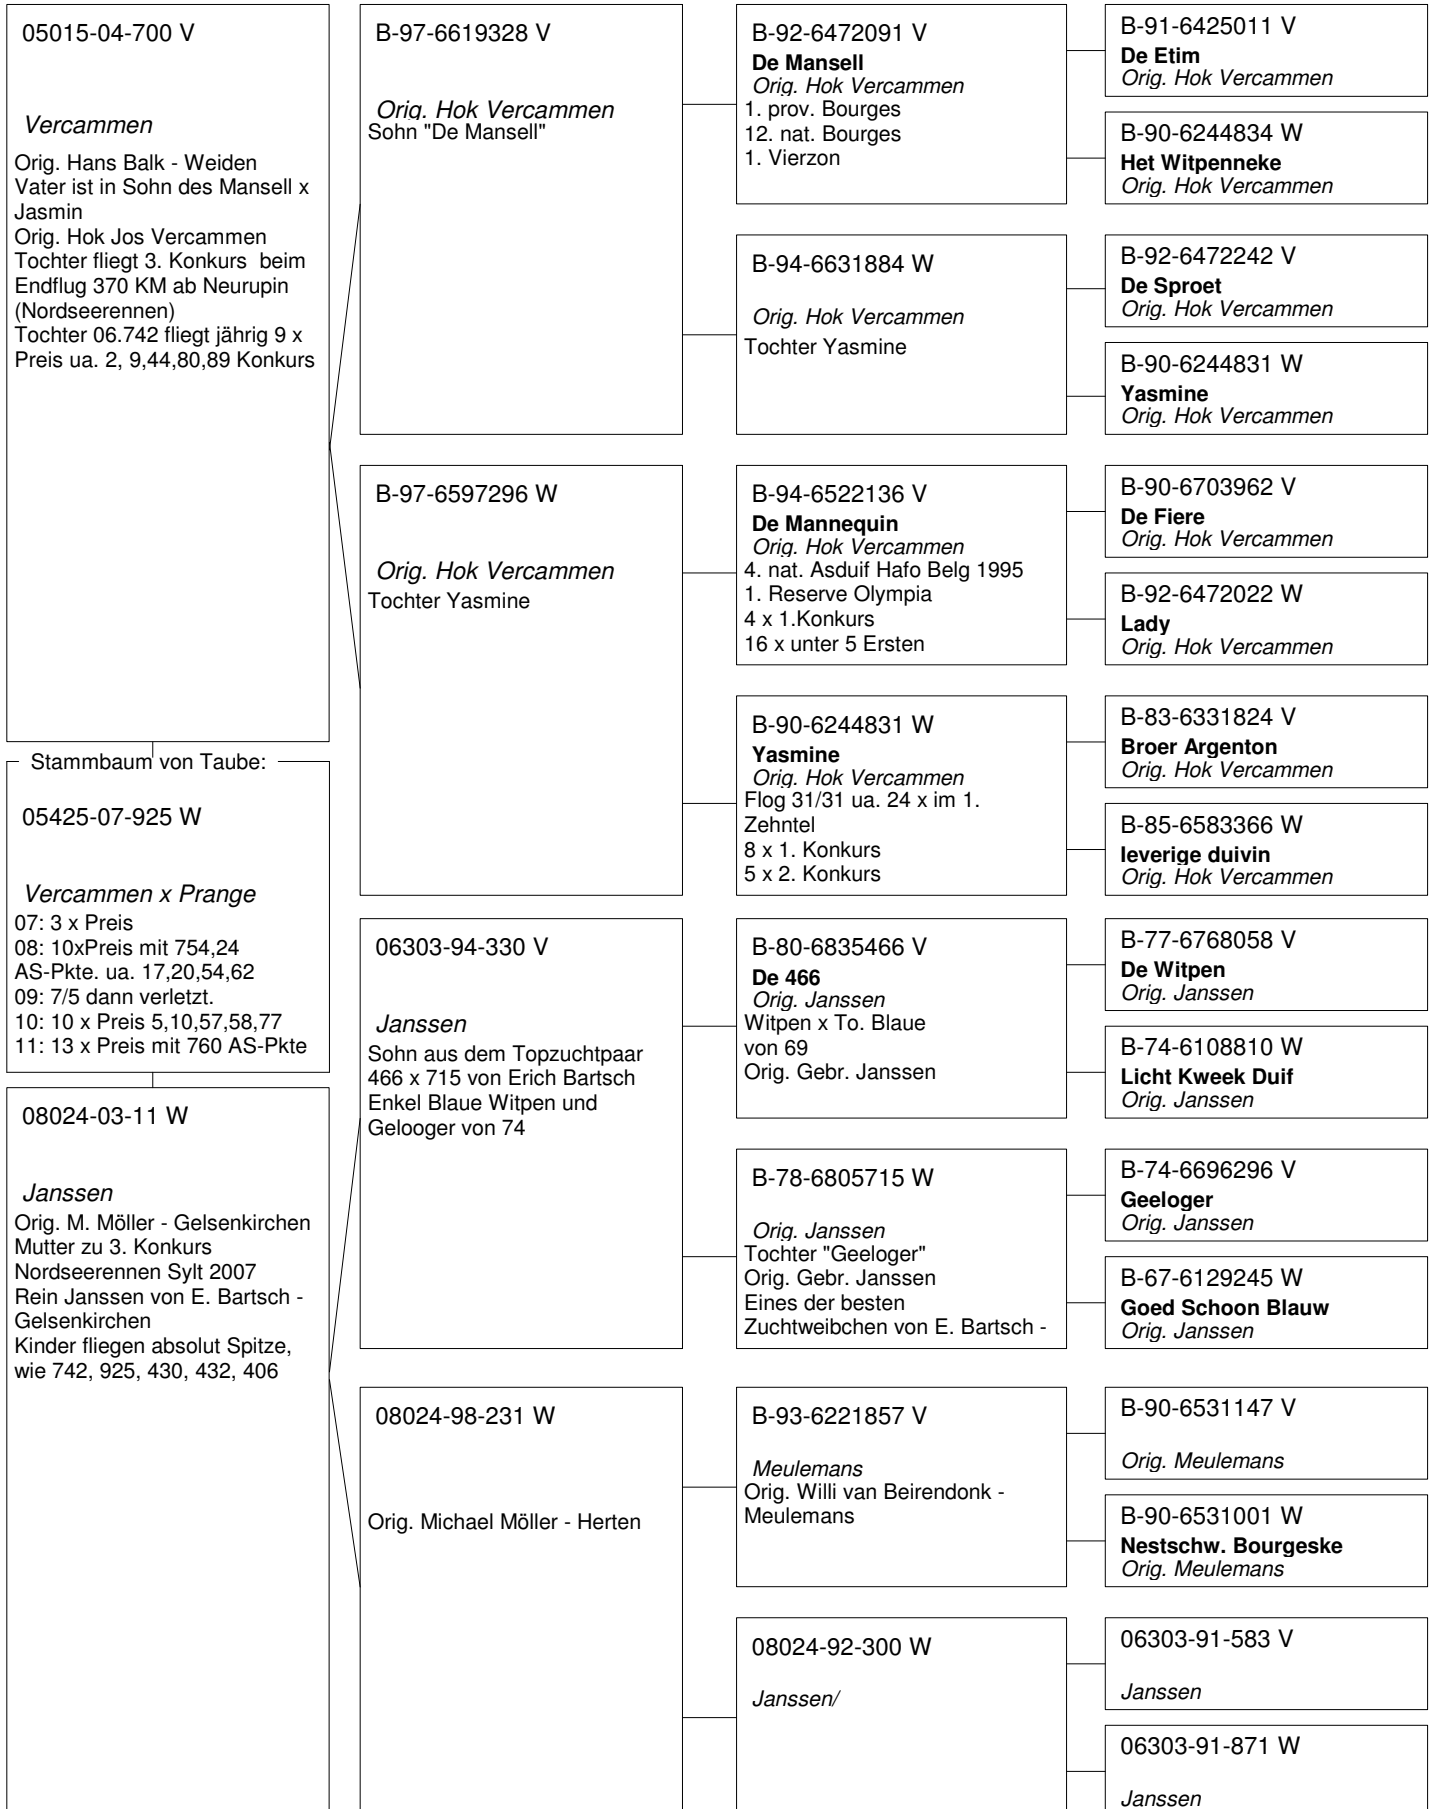 05015-04-700 V
Vercammen
Orig. Hans Balk - Weiden
Vater ist in Sohn des Mansell x
Jasmin
Orig. Hok Jos Vercammen
Tochter fliegt 3. Konkurs beim
Endflug 370 KM ab Neurupin
(Nordseerennen)
Tochter 06.742 fliegt jährig 9 x
Preis ua. 2, 9,44,80,89 Konkurs
Stammbaum von Taube:
05425-07-925 W
Vercammen x Prange
07: 3 x Preis
08: 10xPreis mit 754,24
AS-Pkte. ua. 17,20,54,62
09: 7/5 dann verletzt.
10: 10 x Preis 5,10,57,58,77
11: 13 x Preis mit 760 AS-Pkte
08024-03-11 W
Janssen
Orig. M. Möller - Gelsenkirchen
Mutter zu 3. Konkurs
Nordseerennen Sylt 2007
Rein Janssen von E. Bartsch -
Gelsenkirchen
Kinder fliegen absolut Spitze,
wie 742, 925, 430, 432, 406
B-97-6619328 V
Orig. Hok Vercammen
Sohn "De Mansell"
B-97-6597296 W
Orig. Hok Vercammen
Tochter Yasmine
06303-94-330 V
Janssen
Sohn aus dem Topzuchtpaar
466 x 715 von Erich Bartsch
Enkel Blaue Witpen und
Gelooger von 74
08024-98-231 W
Orig. Michael Möller - Herten
B-92-6472091 V
De Mansell
Orig. Hok Vercammen
1. prov. Bourges
12. nat. Bourges
1. Vierzon
B-94-6631884 W
Orig. Hok Vercammen
Tochter Yasmine
B-94-6522136 V
De Mannequin
Orig. Hok Vercammen
4. nat. Asduif Hafo Belg 1995
1. Reserve Olympia
4 x 1.Konkurs
16 x unter 5 Ersten
B-90-6244831 W
Yasmine
Orig. Hok Vercammen
Flog 31/31 ua. 24 x im 1.
Zehntel
8 x 1. Konkurs
5 x 2. Konkurs
B-80-6835466 V
De 466
Orig. Janssen
Witpen x To. Blaue
von 69
Orig. Gebr. Janssen
B-78-6805715 W
Orig. Janssen
Tochter "Geeloger"
Orig. Gebr. Janssen
Eines der besten
Zuchtweibchen von E. Bartsch -
B-93-6221857 V
Meulemans
Orig. Willi van Beirendonk -
Meulemans
08024-92-300 W
Janssen/
B-91-6425011 V
De Etim
Orig. Hok Vercammen
B-90-6244834 W
Het Witpenneke
Orig. Hok Vercammen
B-92-6472242 V
De Sproet
Orig. Hok Vercammen
B-90-6244831 W
Yasmine
Orig. Hok Vercammen
B-90-6703962 V
De Fiere
Orig. Hok Vercammen
B-92-6472022 W
Lady
Orig. Hok Vercammen
B-83-6331824 V
Broer Argenton
Orig. Hok Vercammen
B-85-6583366 W
Ieverige duivin
Orig. Hok Vercammen
B-77-6768058 V
De Witpen
Orig. Janssen
B-74-6108810 W
Licht Kweek Duif
Orig. Janssen
B-74-6696296 V
Geeloger
Orig. Janssen
B-67-6129245 W
Goed Schoon Blauw
Orig. Janssen
B-90-6531147 V
Orig. Meulemans
B-90-6531001 W
Nestschw. Bourgeske
Orig. Meulemans
06303-91-583 V
Janssen
06303-91-871 W
Janssen